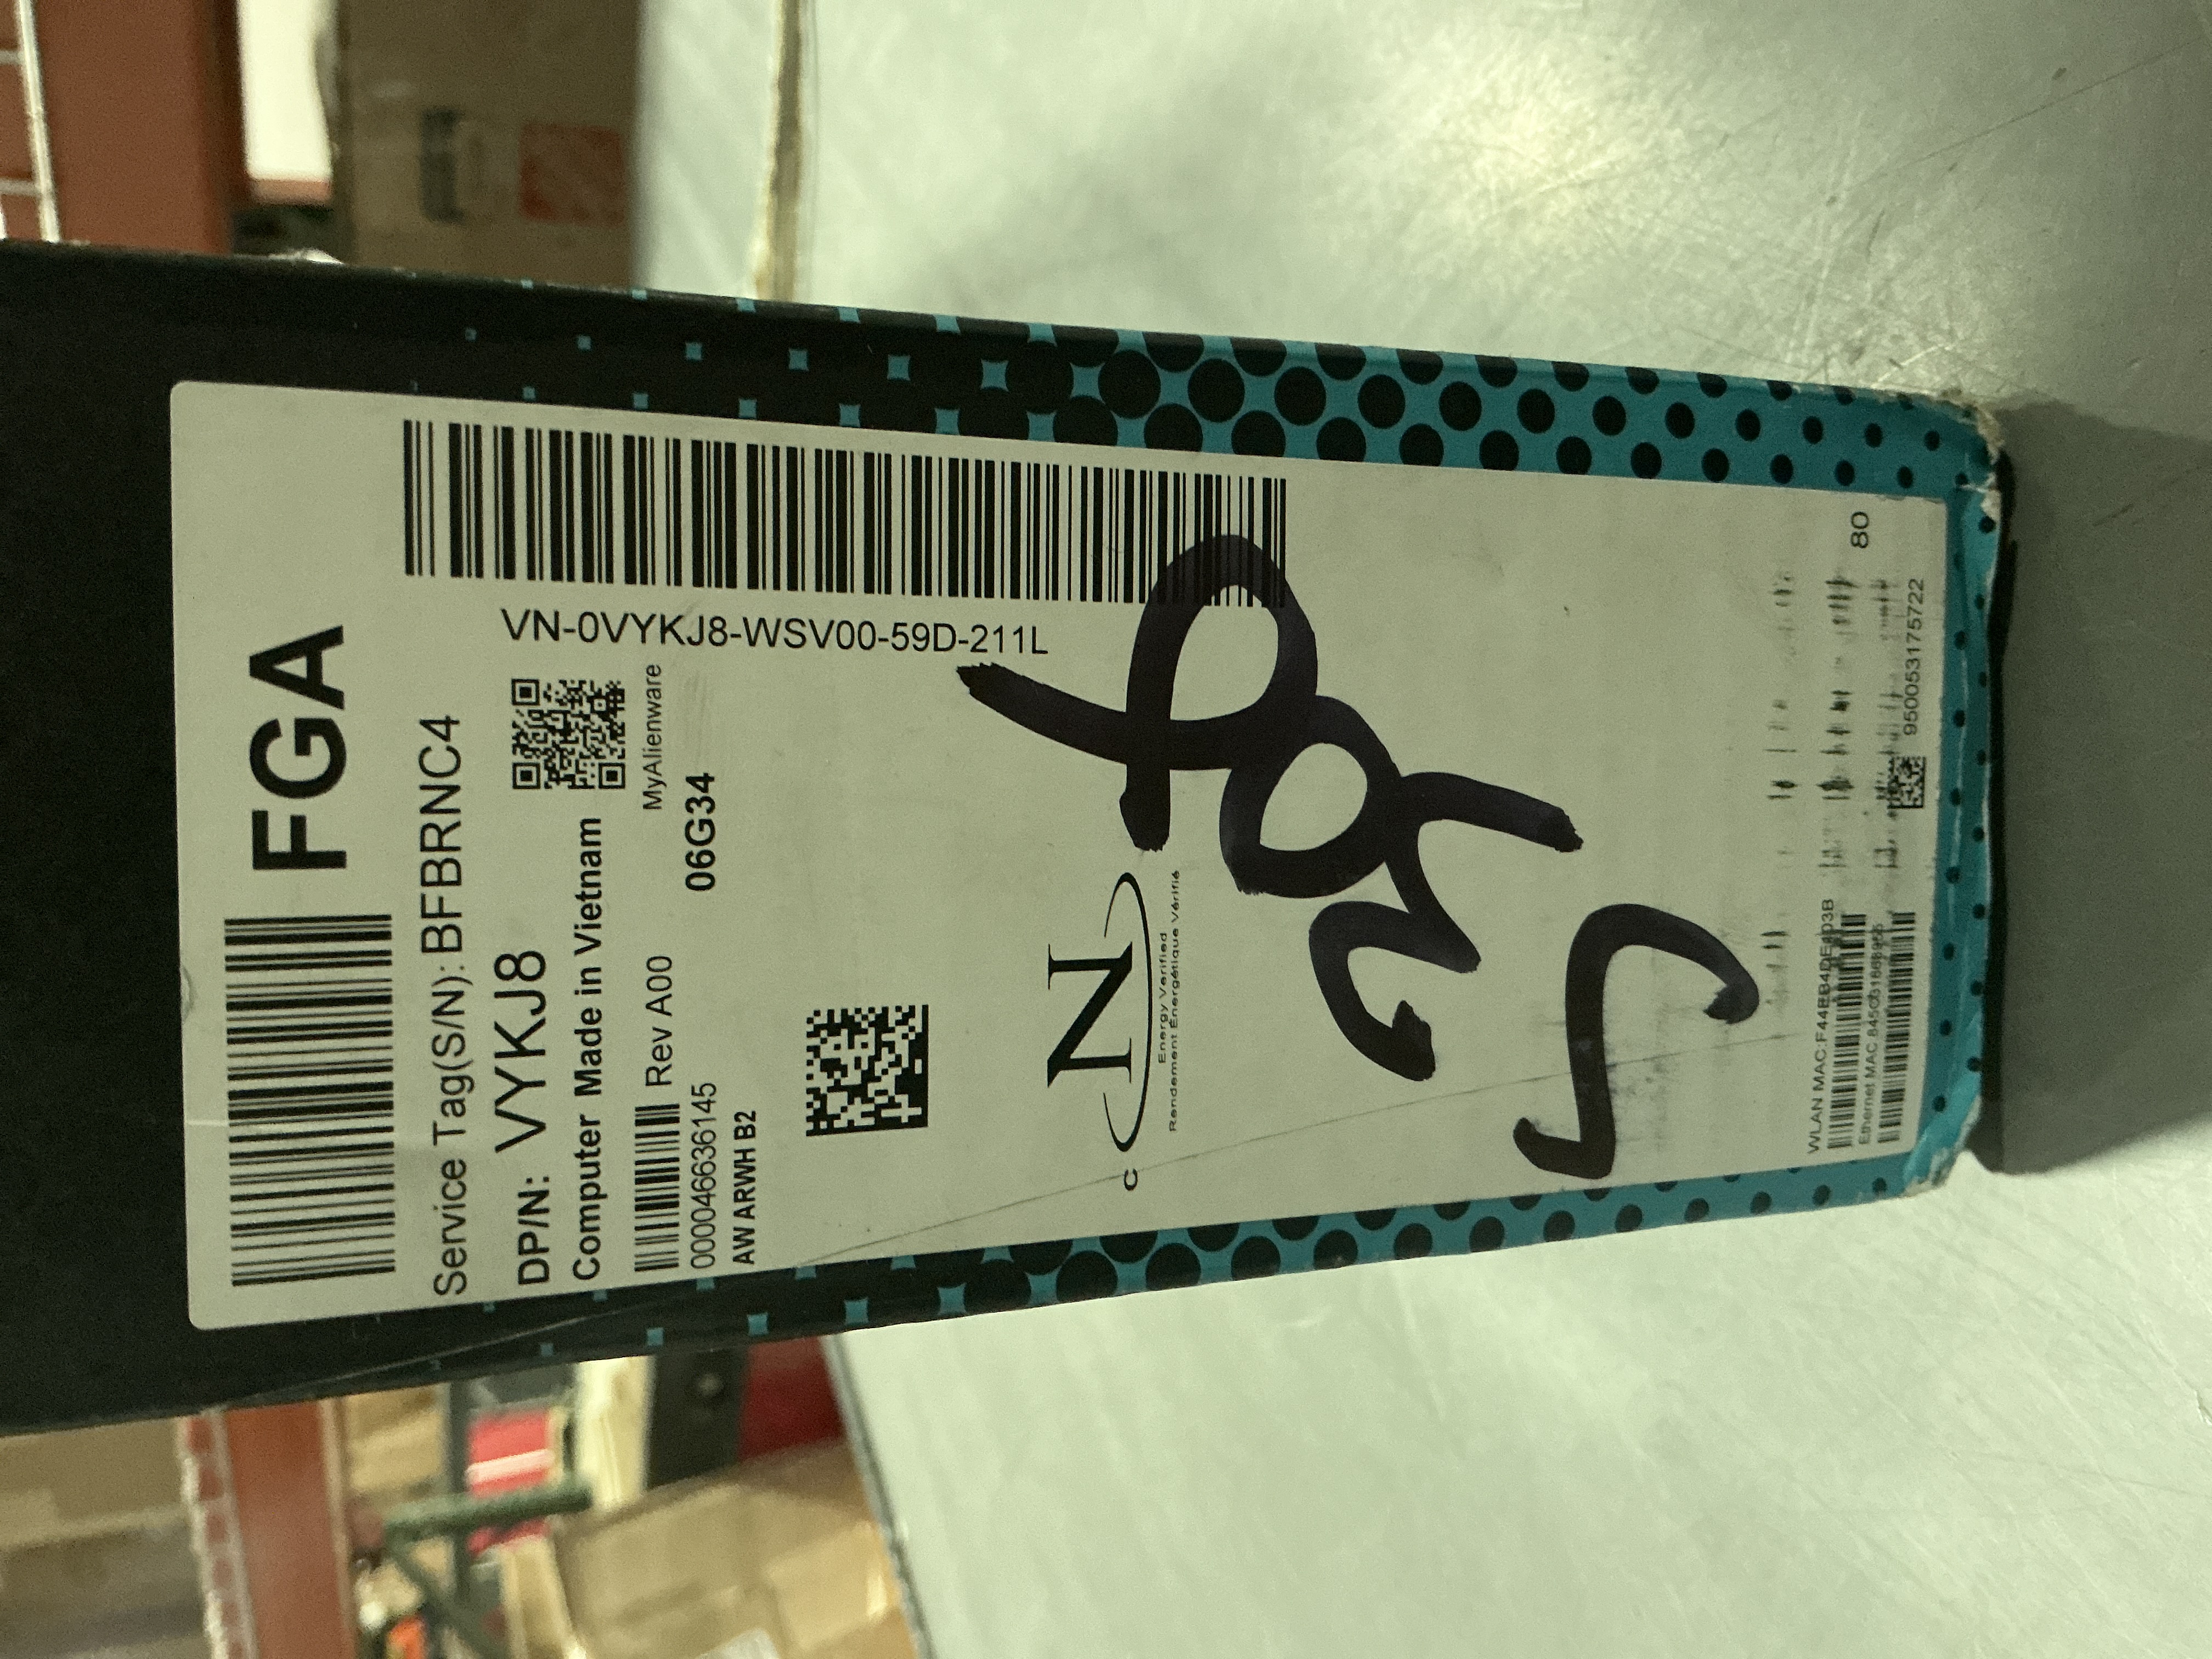 FGA
Service Tag(S/N): BFBRNC4
DP/N: VYKJ8
VN-0VYKJ8-WSV00-59D-211L
Computer Made in Vietnam
MyAlienware
Rev A00
06G34
000046636145
AW ARWH B2
c N
Energy Verified
Rendement Énergétique Vérifié
WLAN MAC:
Ethernet MAC
950053175722
80